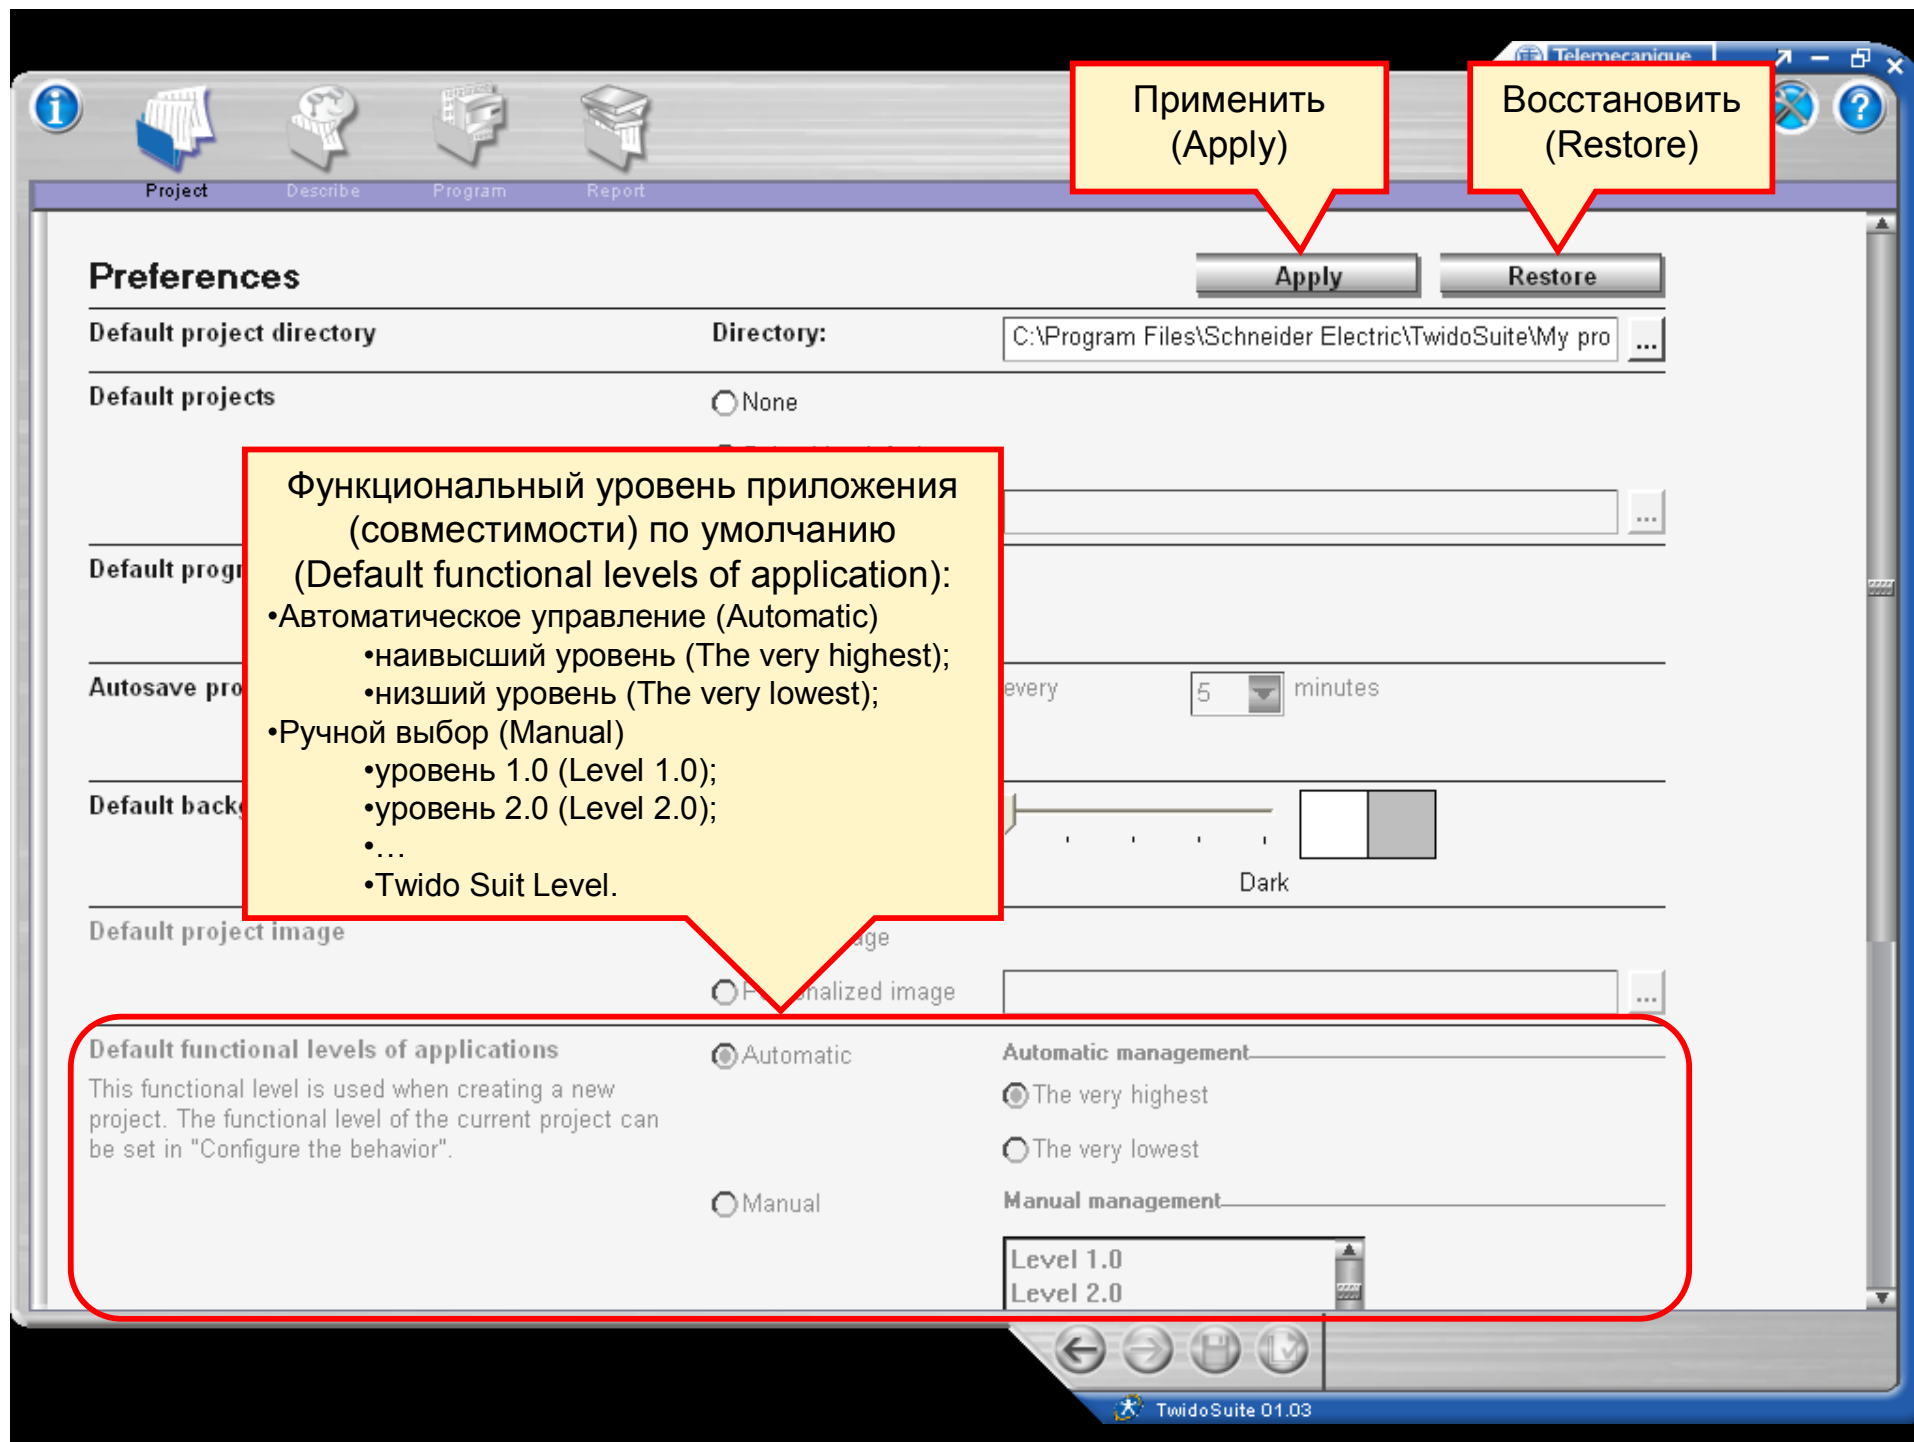 Telemecanique
Применить
(Apply)
Восстановить
(Restore)
Project
Describe
Program
Report
Preferences
Apply
Restore
Default project directory
Directory:
C:\Program Files\Schneider Electric\TwidoSuite\My pro
...
Default projects
None
...
Функциональный уровень приложения
(совместимости) по умолчанию
(Default functional levels of application):
•Автоматическое управление (Automatic)
•наивысший уровень (The very highest);
•низший уровень (The very lowest);
•Ручной выбор (Manual)
•уровень 1.0 (Level 1.0);
•уровень 2.0 (Level 2.0);
•…
•Twido Suit Level.
Default
Autosave
every
5
minutes
Default
Dark
Default project image
image
...
Default functional levels of applications
Automatic
Automatic management
This functional level is used when creating a new
project. The functional level of the current project can
be set in "Configure the behavior".
The very highest
The very lowest
Manual
Manual management
Level 1.0
Level 2.0
TwidoSuite 01.03